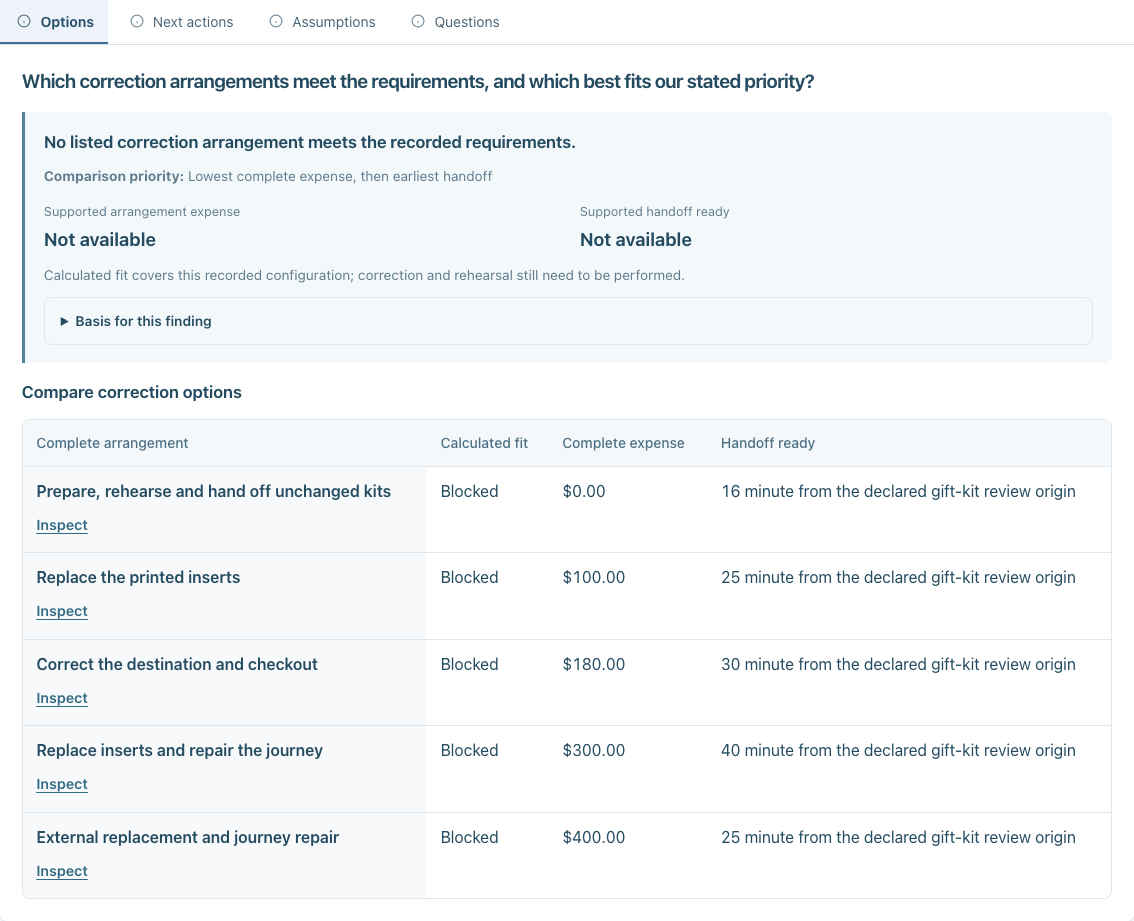 Options
Next actions
Assumptions
Questions
Which correction arrangements meet the requirements, and which best fits our stated priority?
No listed correction arrangement meets the recorded requirements.
Comparison priority: Lowest complete expense, then earliest handoff
Supported arrangement expense
Not available
Supported handoff ready
Not available
Calculated fit covers this recorded configuration; correction and rehearsal still need to be performed.
Basis for this finding
Compare correction options
Complete arrangement Calculated fit Complete expense Handoff ready
Prepare, rehearse and hand off unchanged kits Blocked $0.00 16 minute from the declared gift-kit review origin
Inspect
Replace the printed inserts Blocked $100.00 25 minute from the declared gift-kit review origin
Inspect
Correct the destination and checkout Blocked $180.00 30 minute from the declared gift-kit review origin
Inspect
Replace inserts and repair the journey Blocked $300.00 40 minute from the declared gift-kit review origin
Inspect
External replacement and journey repair Blocked $400.00 25 minute from the declared gift-kit review origin
Inspect